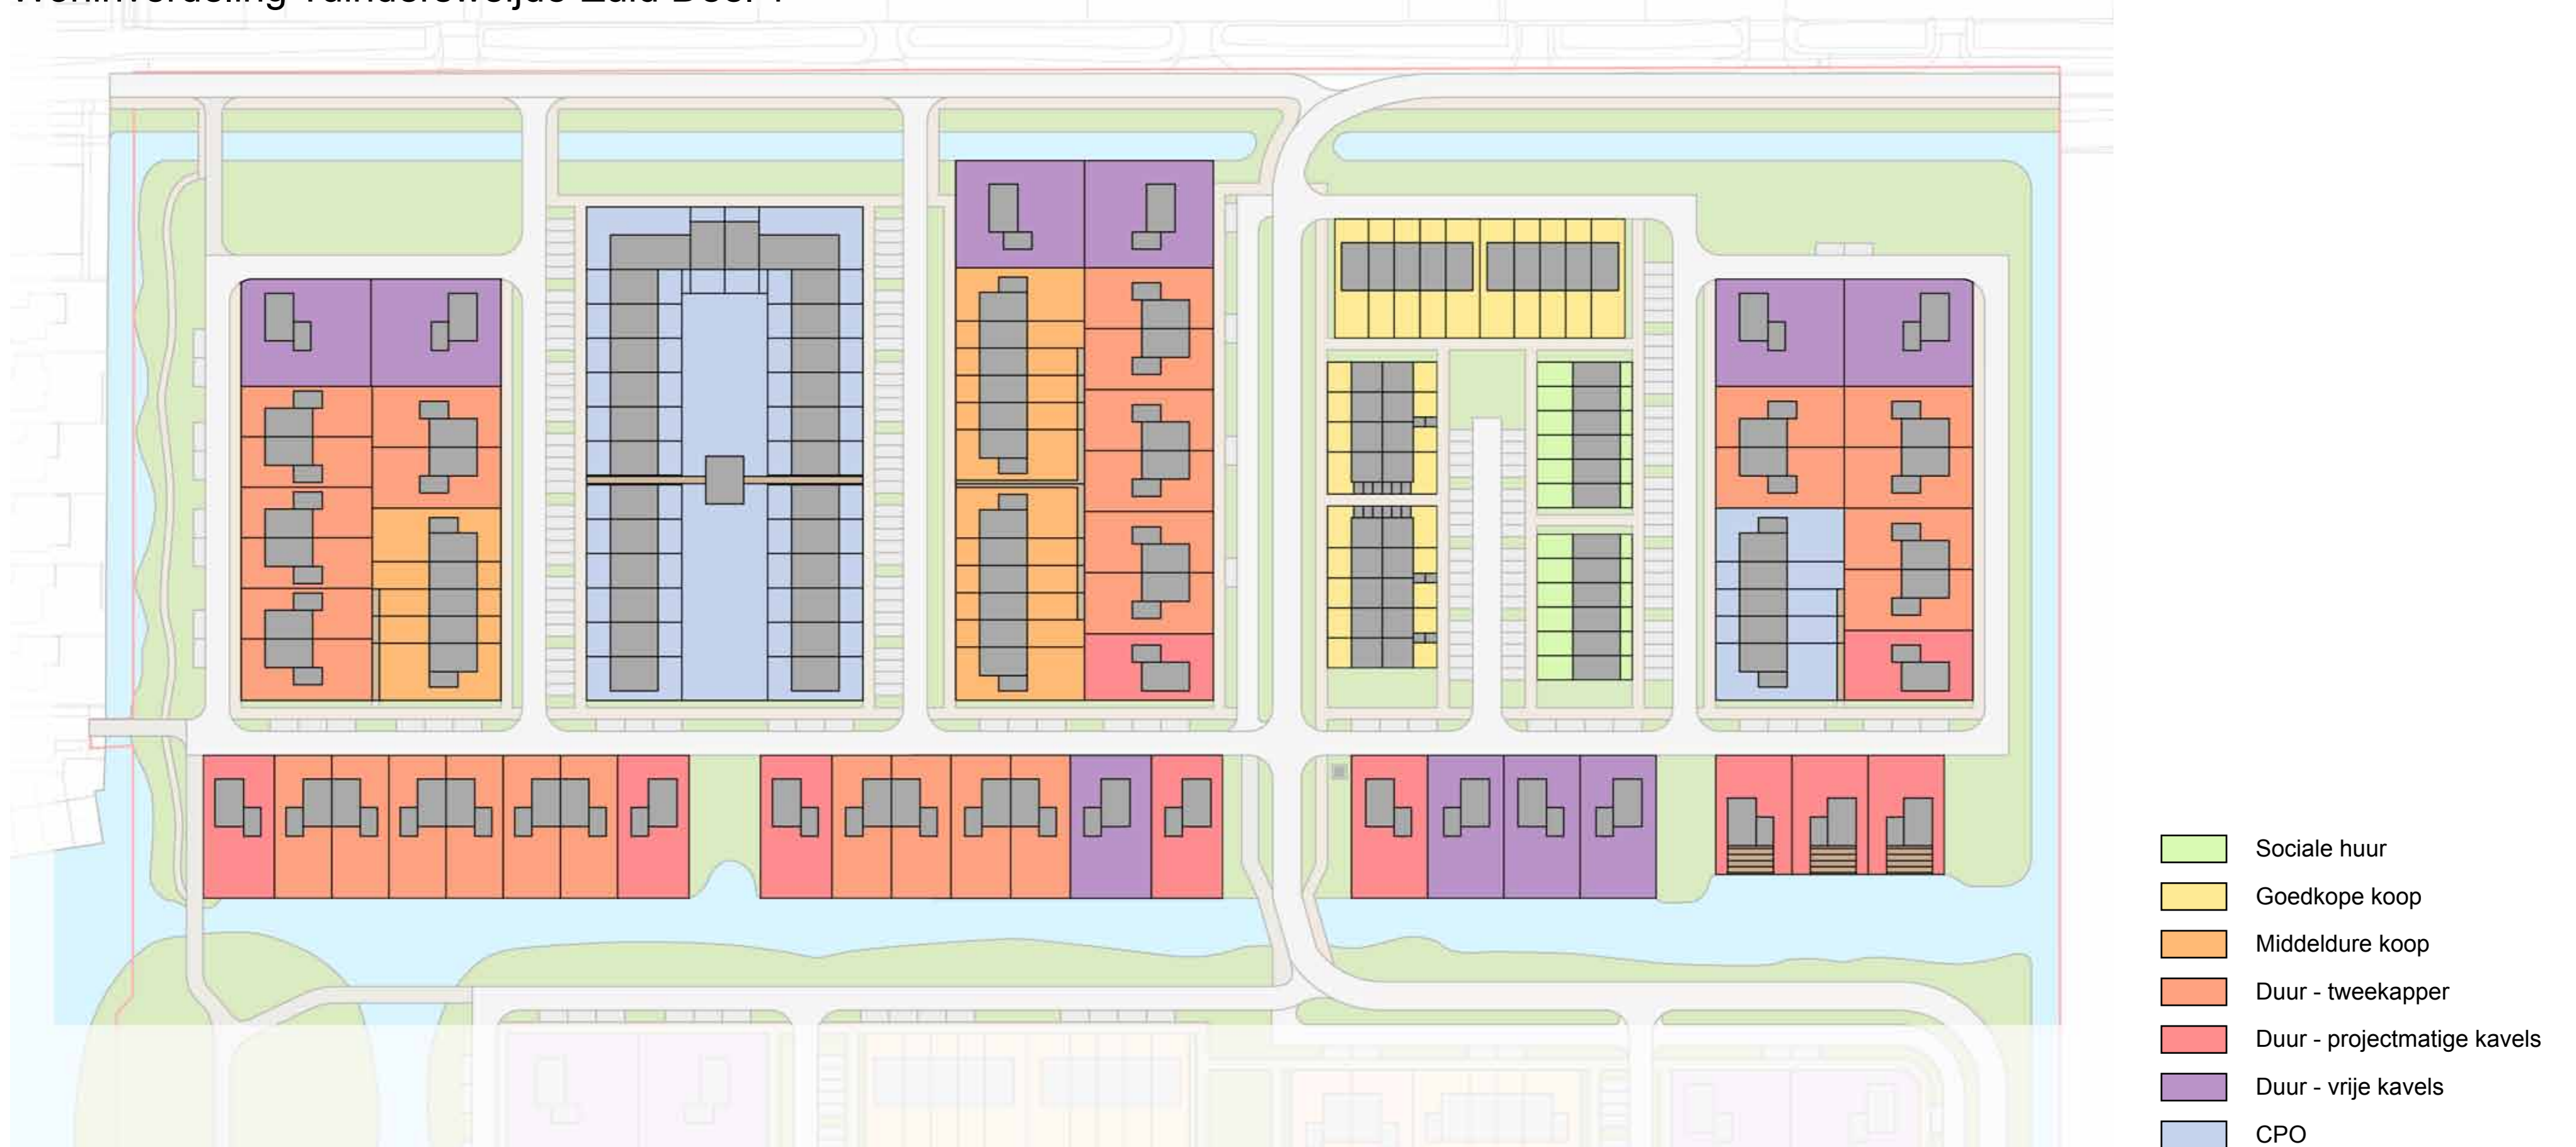 Sociale huur
Goedkope koop
Middeldure koop
Duur - tweekapper
Duur - projectmatige kavels
Duur - vrije kavels
CPO